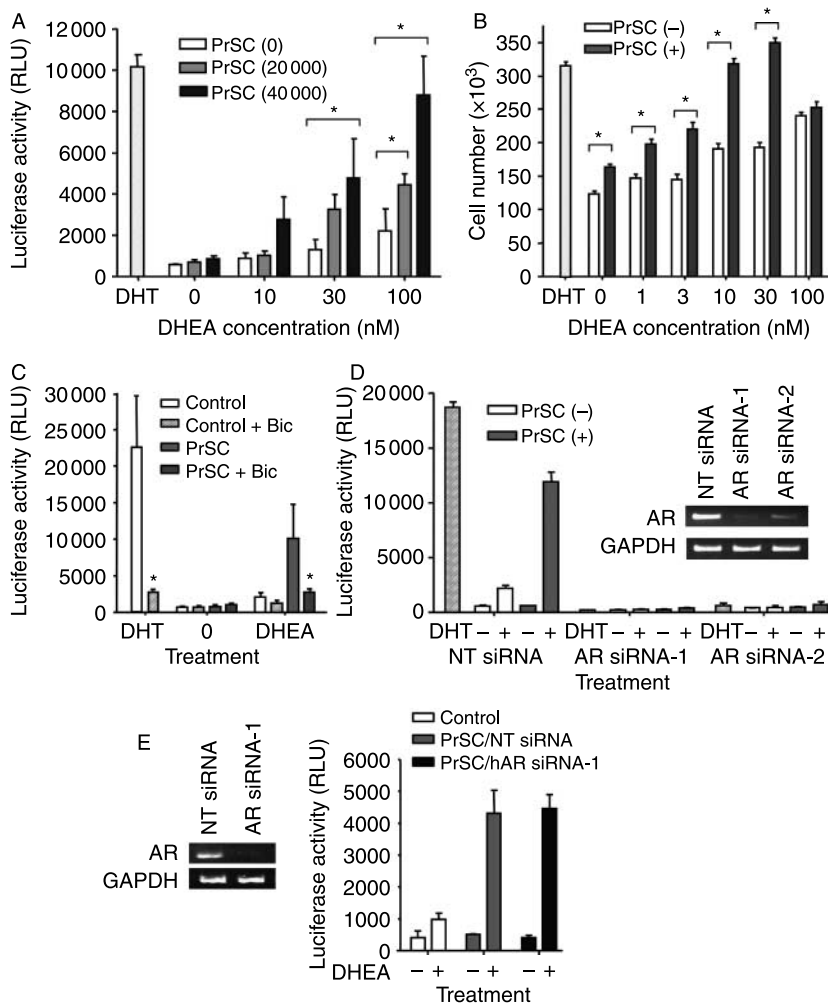 A
Luciferase activity (RLU)
12000
10000
8000
6000
4000
2000
0
PrSC (0)
PrSC (20 000)
PrSC (40 000)
*
*
*
DHT 0 10 30 100
DHEA concentration (nM)
B
Cell number (×10³)
350
300
250
200
150
100
50
0
PrSC (–)
PrSC (+)
*
*
*
*
*
DHT 0 1 3 10 30 100
DHEA concentration (nM)
C
Luciferase activity (RLU)
30 000
25 000
20 000
15 000
10 000
5000
0
Control
Control + Bic
PrSC
PrSC + Bic
*
*
DHT 0 DHEA
Treatment
D
Luciferase activity (RLU)
20 000
15 000
10 000
5000
0
PrSC (–)
PrSC (+)
NT siRNA
AR siRNA-1
AR siRNA-2
AR
GAPDH
DHT – + – + DHT – + – + DHT – + – +
NT siRNA AR siRNA-1 AR siRNA-2
Treatment
E
NT siRNA
AR siRNA-1
AR
GAPDH
Control
PrSC/NT siRNA
PrSC/hAR siRNA-1
Luciferase activity (RLU)
6000
5000
4000
3000
2000
1000
0
DHEA – + – + – +
Treatment